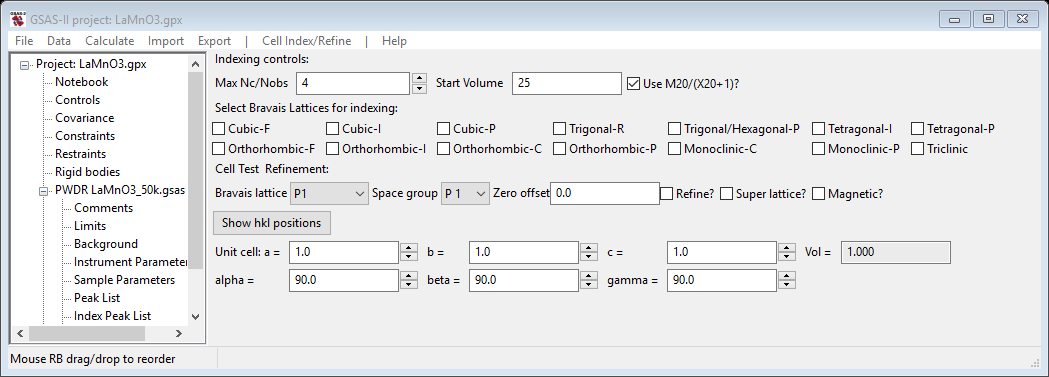 GSAS-II project: LaMnO3.gpx
File Data Calculate Import Export | Cell Index/Refine | Help
Project: LaMnO3.gpx
Notebook
Controls
Covariance
Constraints
Restraints
Rigid bodies
PWDR LaMnO3_50k.gsas
Comments
Limits
Background
Instrument Parameter
Sample Parameters
Peak List
Index Peak List
Indexing controls:
Max Nc/Nobs 4 Start Volume 25 Use M20/(X20+1)?
Select Bravais Lattices for indexing:
Cubic-F Cubic-I Cubic-P Trigonal-R Trigonal/Hexagonal-P Tetragonal-I Tetragonal-P
Orthorhombic-F Orthorhombic-I Orthorhombic-C Orthorhombic-P Monoclinic-C Monoclinic-P Triclinic
Cell Test Refinement:
Bravais lattice P1 Space group P 1 Zero offset 0.0 Refine? Super lattice? Magnetic?
Show hkl positions
Unit cell: a = 1.0 b = 1.0 c = 1.0 Vol = 1.000
alpha = 90.0 beta = 90.0 gamma = 90.0
Mouse RB drag/drop to reorder